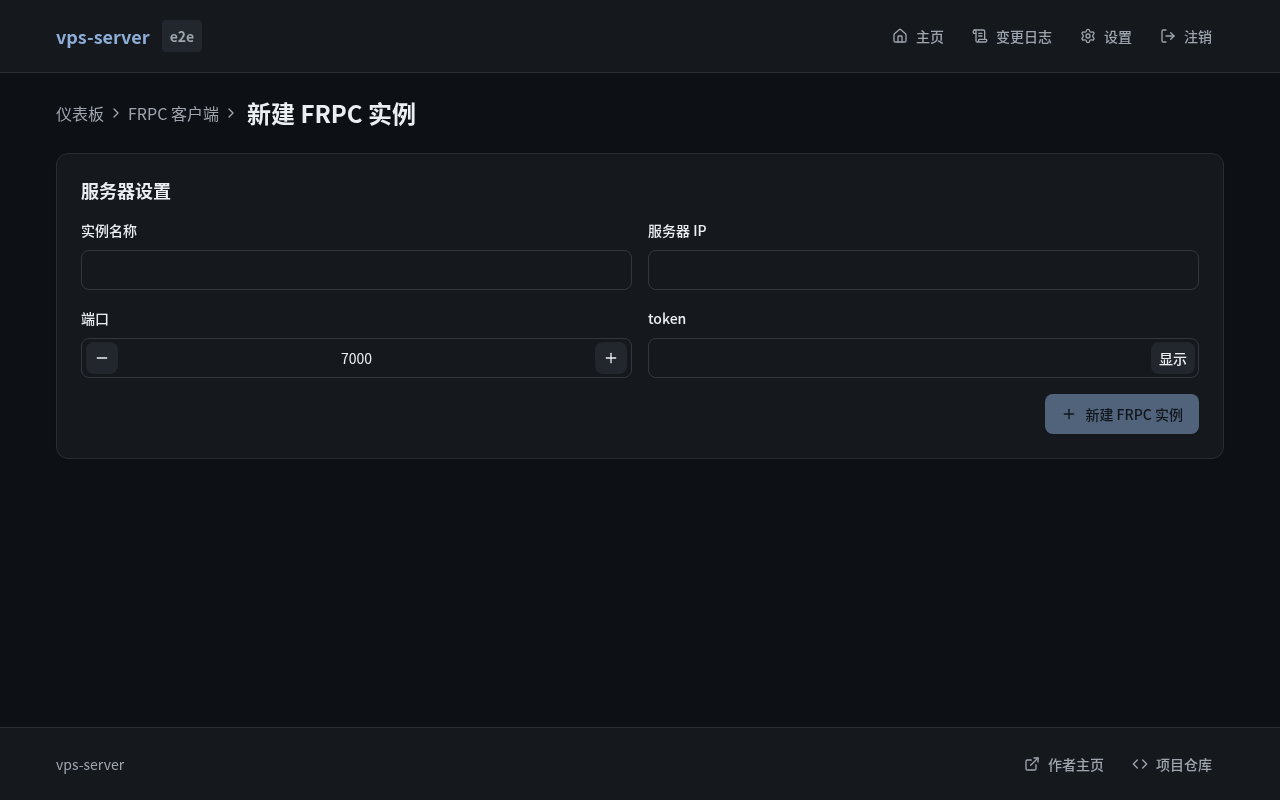 vps-server e2e 主页 变更日志 设置 注销
仪表板 FRPC 客户端 新建 FRPC 实例
服务器设置
实例名称 服务器 IP
端口 token
7000 显示
新建 FRPC 实例
vps-server 作者主页 项目仓库